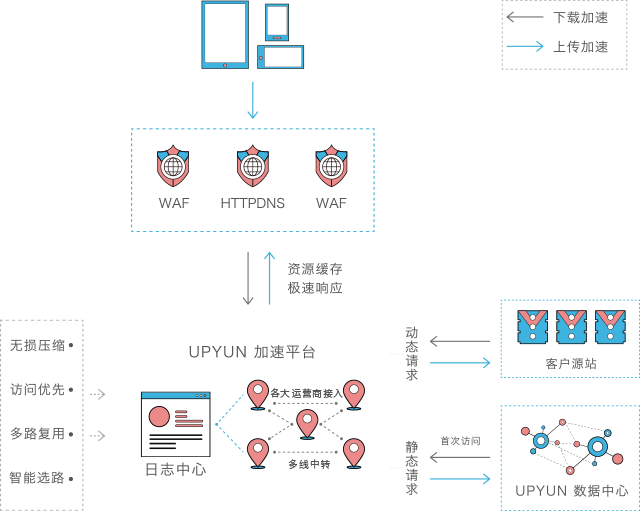 下载加速
上传加速
WAF
HTTPDNS
WAF
资源缓存
极速响应
无损压缩
访问优先
多路复用
智能选路
UPYUN 加速平台
各大运营商接入
多线中转
日志中心
动态请求
客户源站
静态请求
首次访问
UPYUN 数据中心